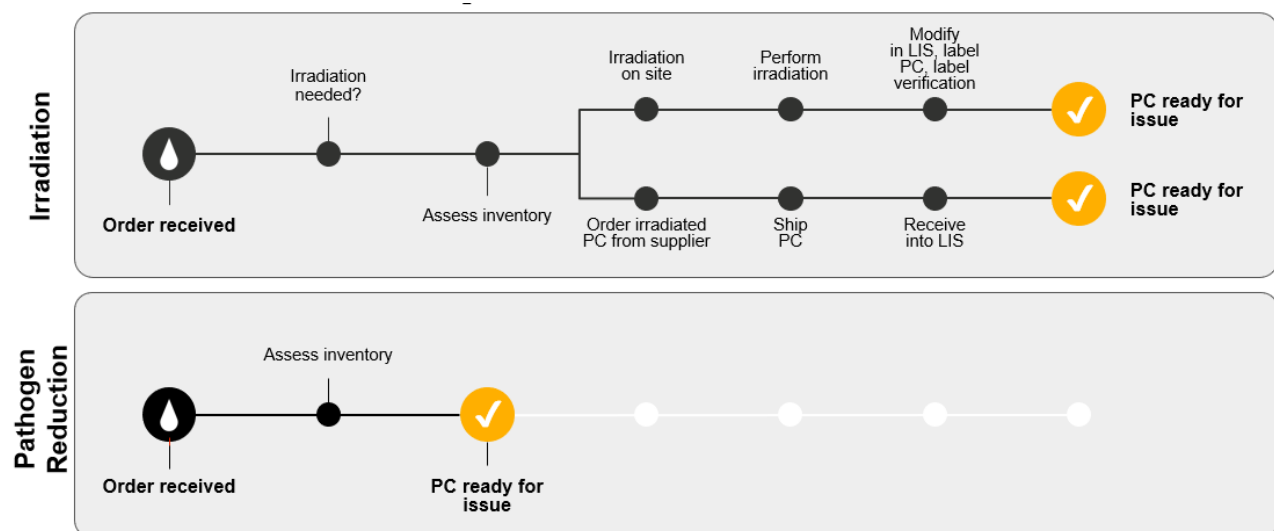 Irradiation
Order received
Irradiation
needed?
Assess inventory
Irradiation
on site
Perform
irradiation
Modify
in LIS, label
PC, label
verification
PC ready for
issue
Order irradiated
PC from supplier
Ship
PC
Receive
into LIS
PC ready for
issue
Pathogen
Reduction
Order received
Assess inventory
PC ready for
issue